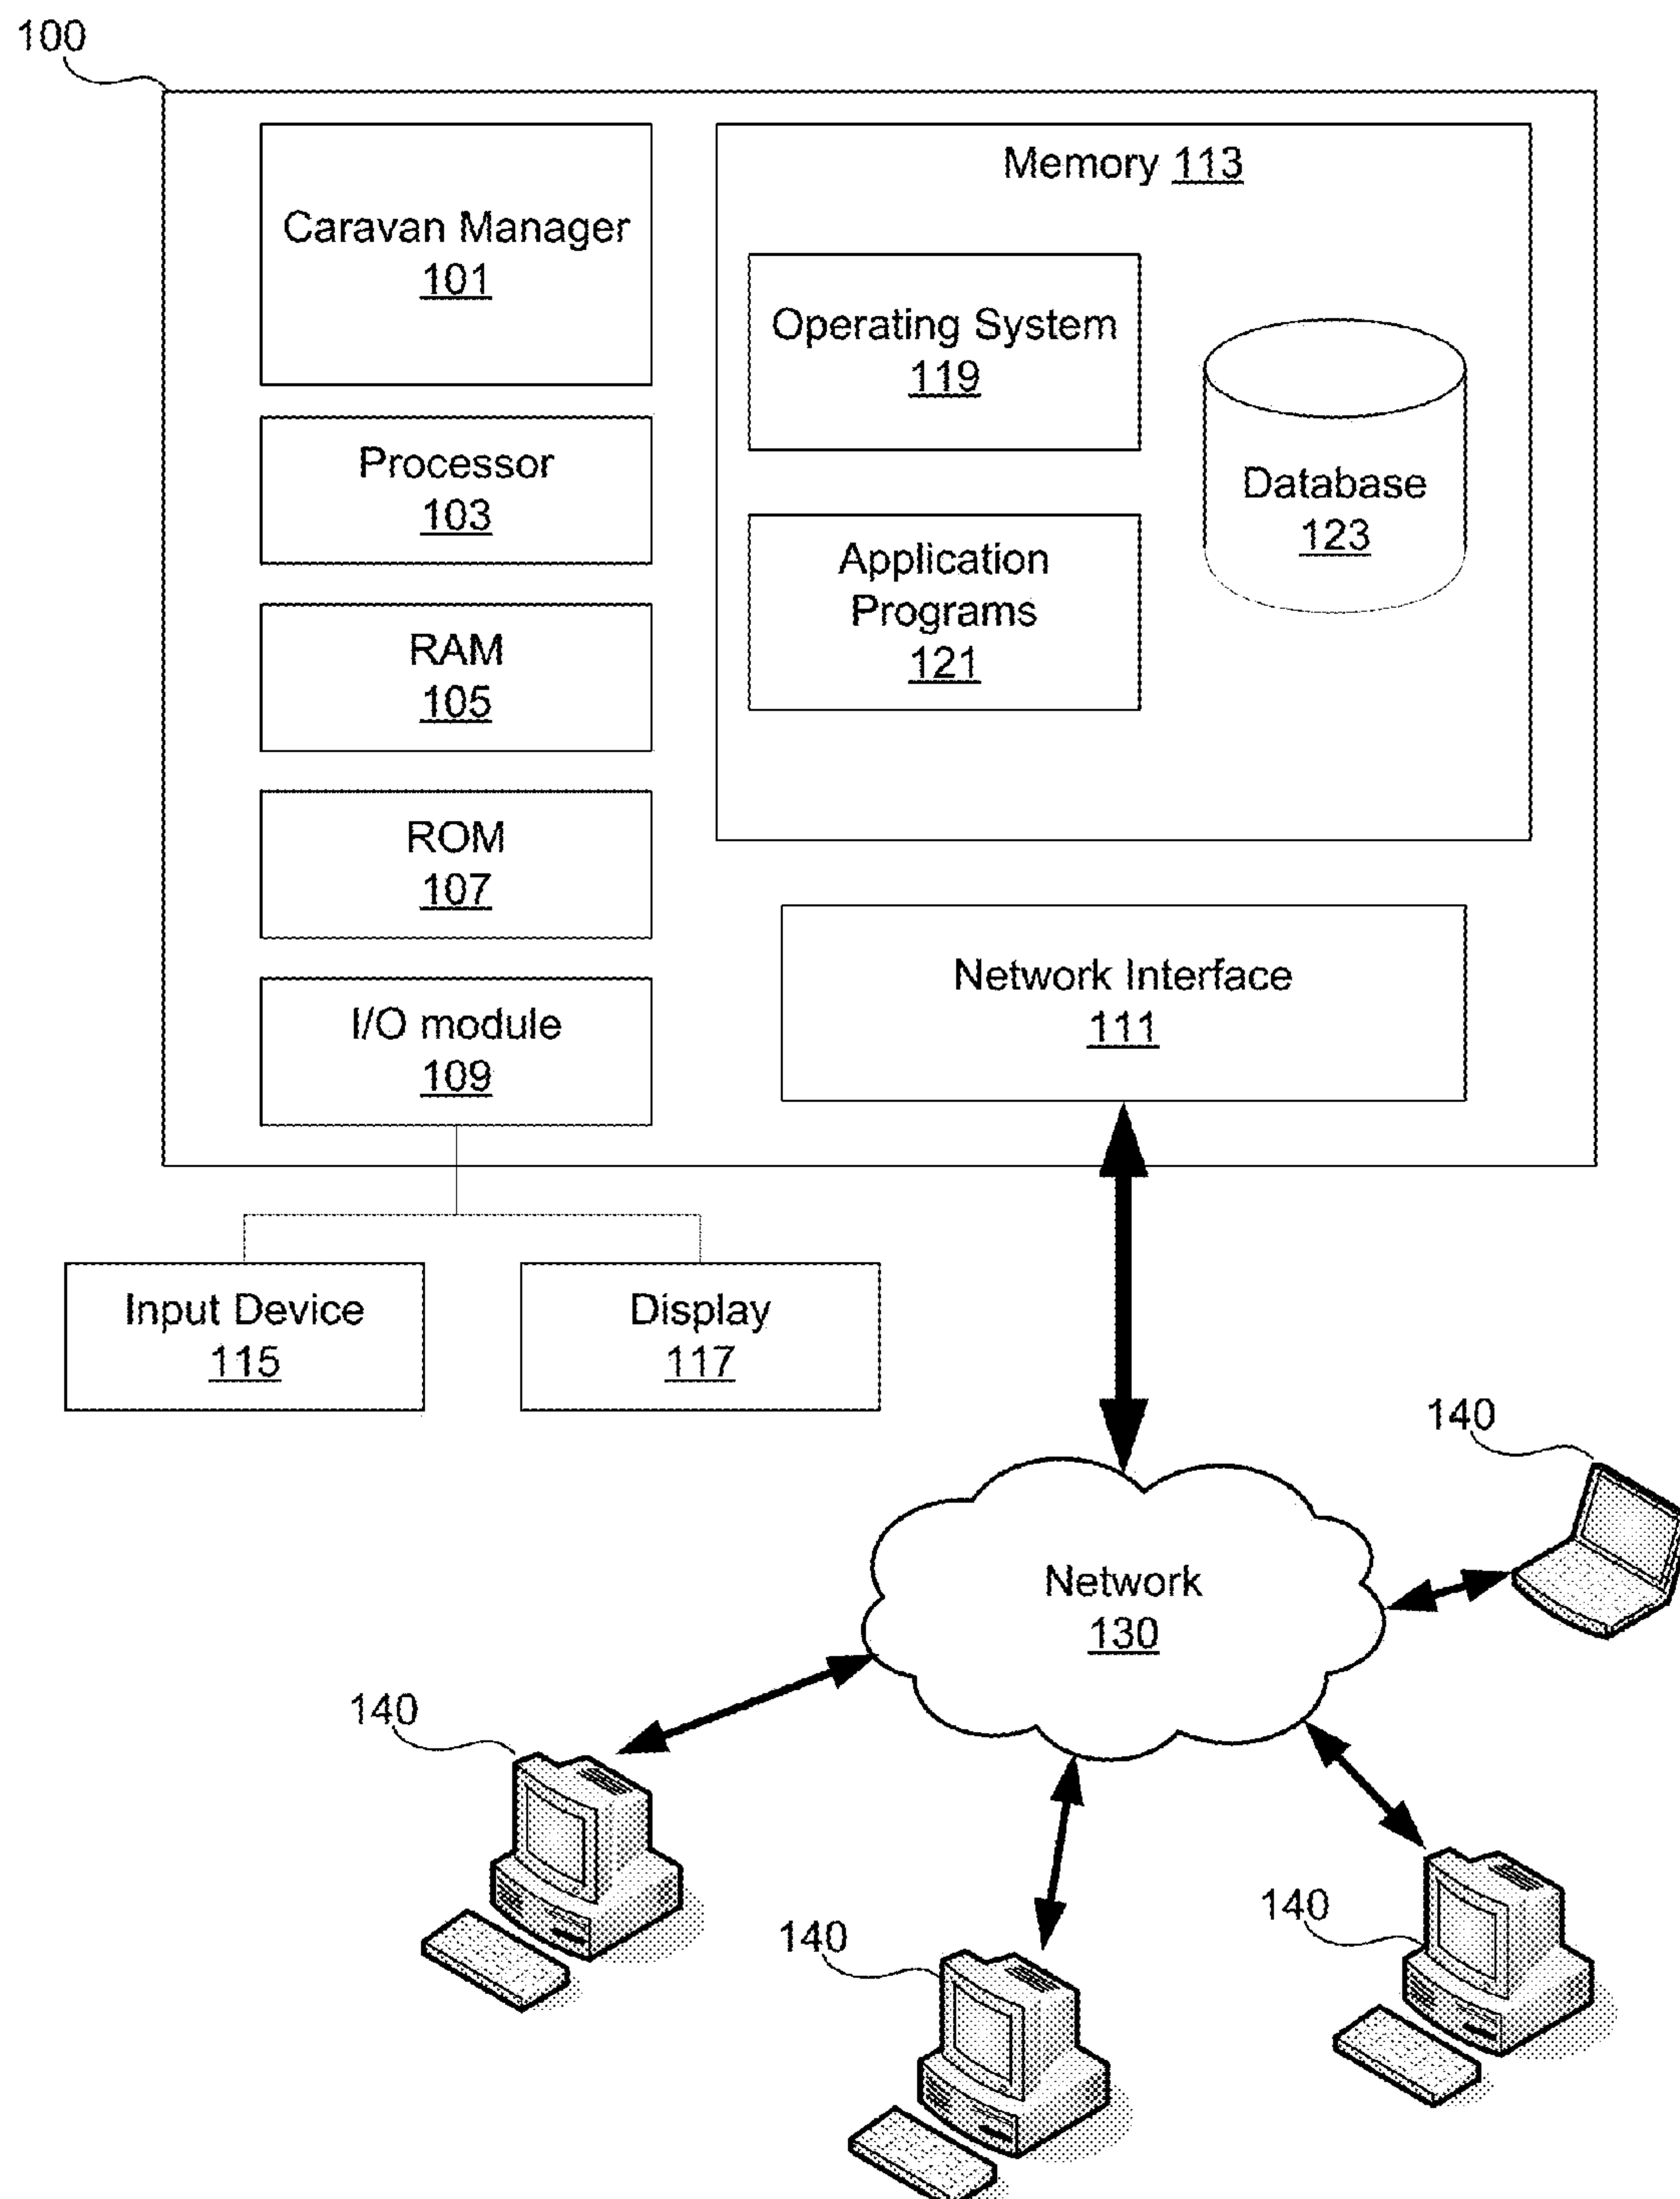 100
Caravan Manager
101
Processor
103
RAM
105
ROM
107
I/O module
109
Memory 113
Operating System
119
Application
Programs
121
Database
123
Network Interface
111
Input Device
115
Display
117
Network
130
140
140
140
140